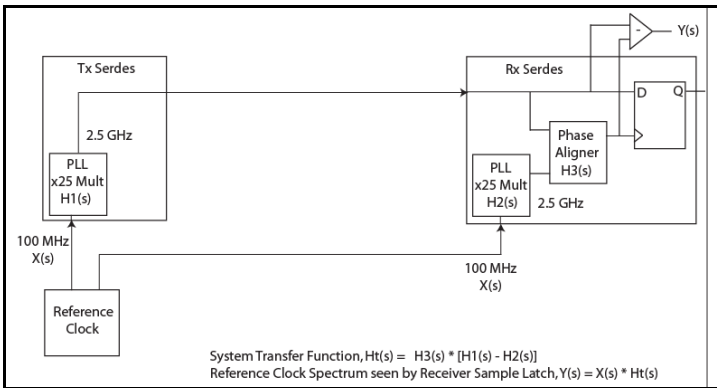 Y(s)
-
Tx Serdes
Rx Serdes
D
Q
2.5 GHz
Phase
Aligner
H3(s)
PLL
x25 Mult
H1(s)
PLL
x25 Mult
H2(s)
2.5 GHz
100 MHz
X(s)
100 MHz
X(s)
Reference
Clock
System Transfer Function, Ht(s) = H3(s) * [H1(s) - H2(s)]
Reference Clock Spectrum seen by Receiver Sample Latch, Y(s) = X(s) * Ht(s)